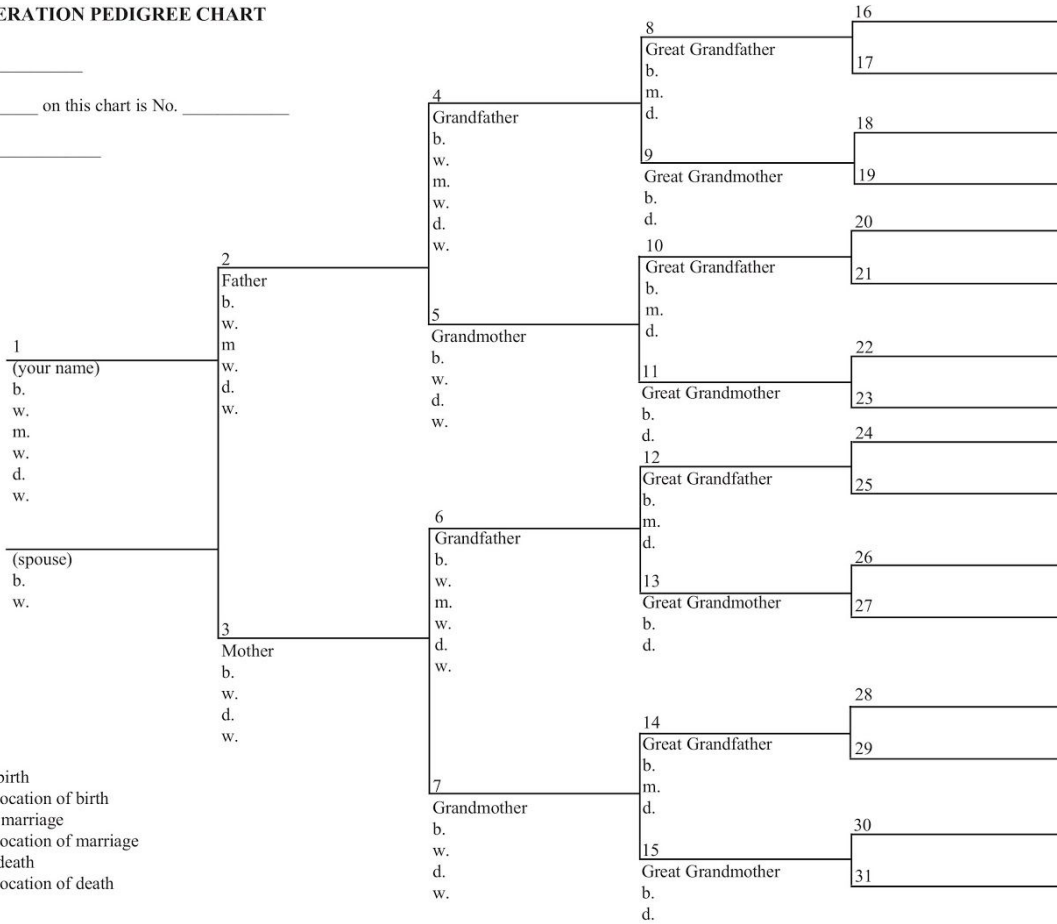 ERATION PEDIGREE CHART
on this chart is No.
1
(your name)
b.
w.
m.
w.
d.
w.
(spouse)
b.
w.
2
Father
b.
w.
m
w.
d.
w.
3
Mother
b.
w.
d.
w.
4
Grandfather
b.
w.
m.
w.
d.
w.
5
Grandmother
b.
w.
d.
w.
6
Grandfather
b.
w.
m.
w.
d.
w.
7
Grandmother
b.
w.
d.
w.
8
Great Grandfather
b.
m.
d.
9
Great Grandmother
b.
d.
10
Great Grandfather
b.
m.
d.
11
Great Grandmother
b.
d.
12
Great Grandfather
b.
m.
d.
13
Great Grandmother
b.
d.
14
Great Grandfather
b.
m.
d.
15
Great Grandmother
b.
d.
16
17
18
19
20
21
22
23
24
25
26
27
28
29
30
31
birth
ocation of birth
marriage
ocation of marriage
death
ocation of death